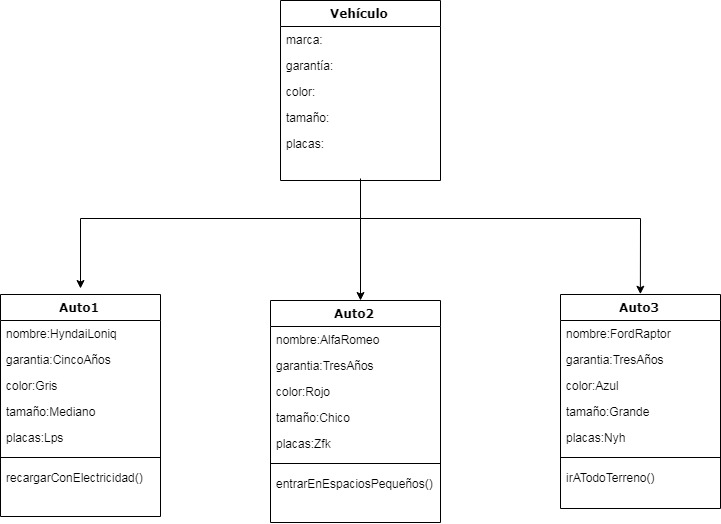 Vehículo
marca:
garantía:
color:
tamaño:
placas:
Auto1
nombre:HyndaiLoniq
garantia:CincoAños
color:Gris
tamaño:Mediano
placas:Lps
recargarConElectricidad()
Auto2
nombre:AlfaRomeo
garantia:TresAños
color:Rojo
tamaño:Chico
placas:Zfk
entrarEnEspaciosPequeños()
Auto3
nombre:FordRaptor
garantia:TresAños
color:Azul
tamaño:Grande
placas:Nyh
irATodoTerreno()